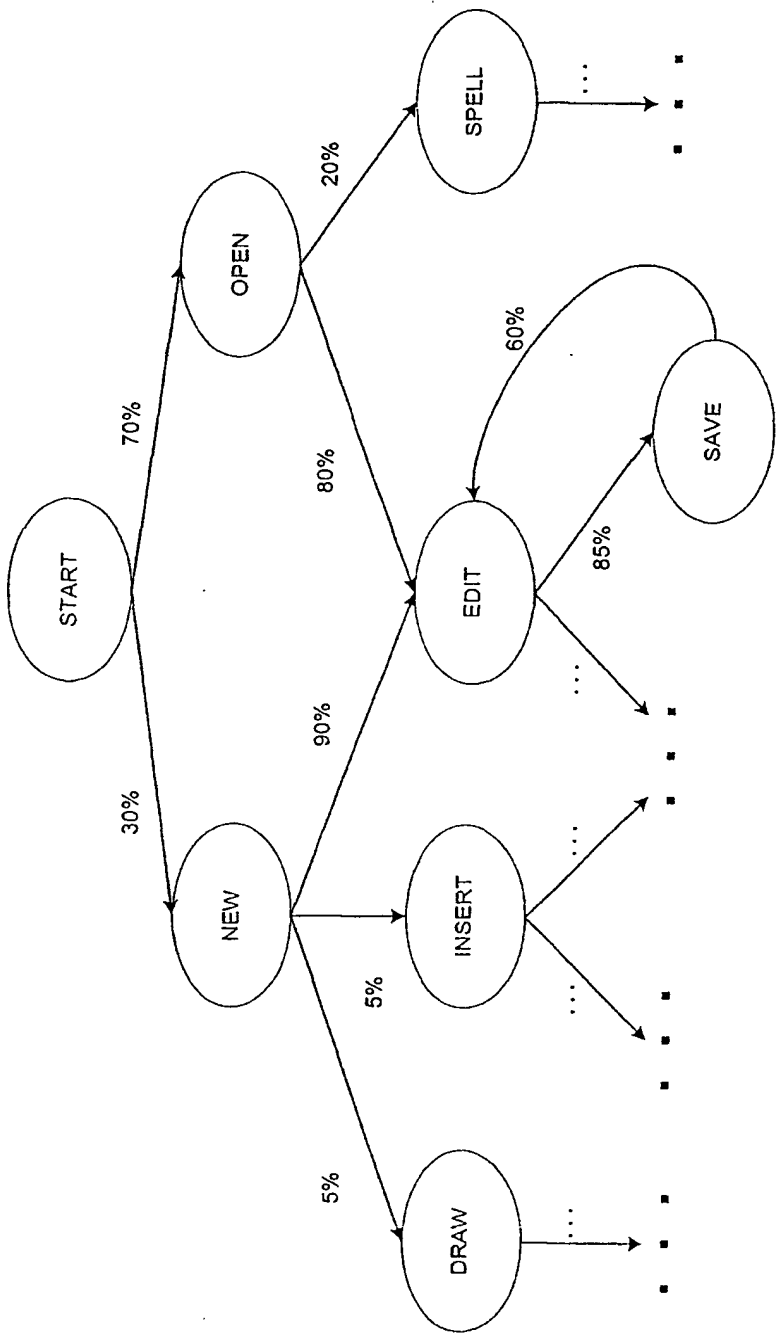 START
30%
70%
NEW
OPEN
5%
5%
90%
80%
20%
DRAW
INSERT
EDIT
SPELL
....
....
....
....
85%
60%
...
SAVE